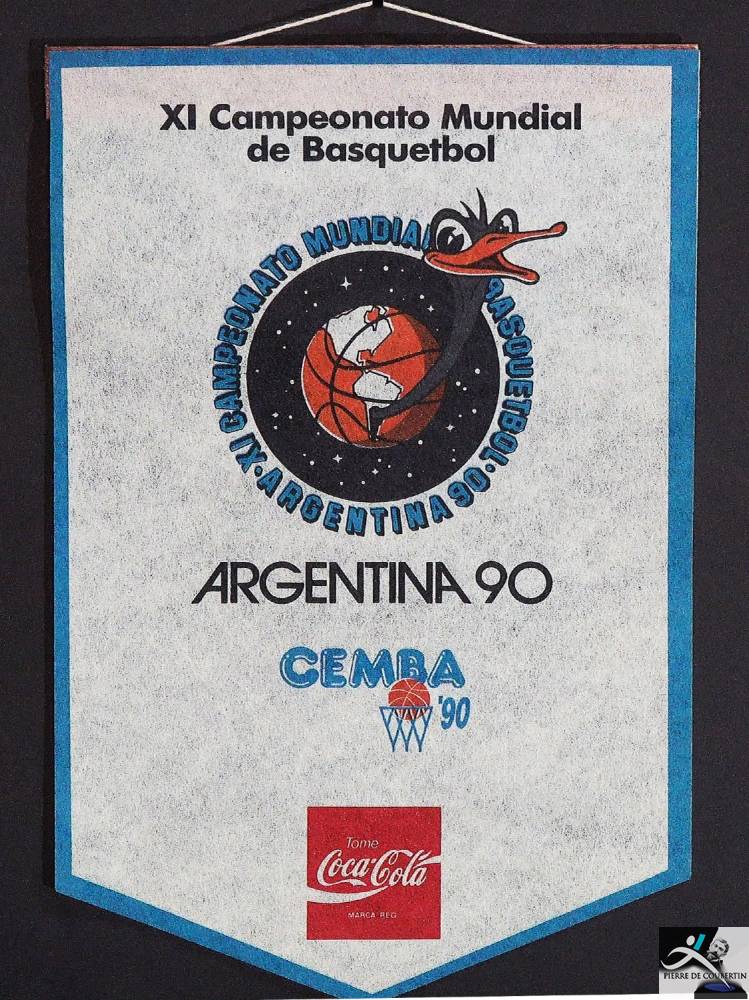 XI Campeonato Mundial
de Basquetbol
XI CAMPEONATO MUNDIAL BASQUETBOL
·ARGENTINA 90·
ARGENTINA 90
CEMBA
'90
Tome
Coca-Cola
MARCA REG
PIERRE DE COUBERTIN